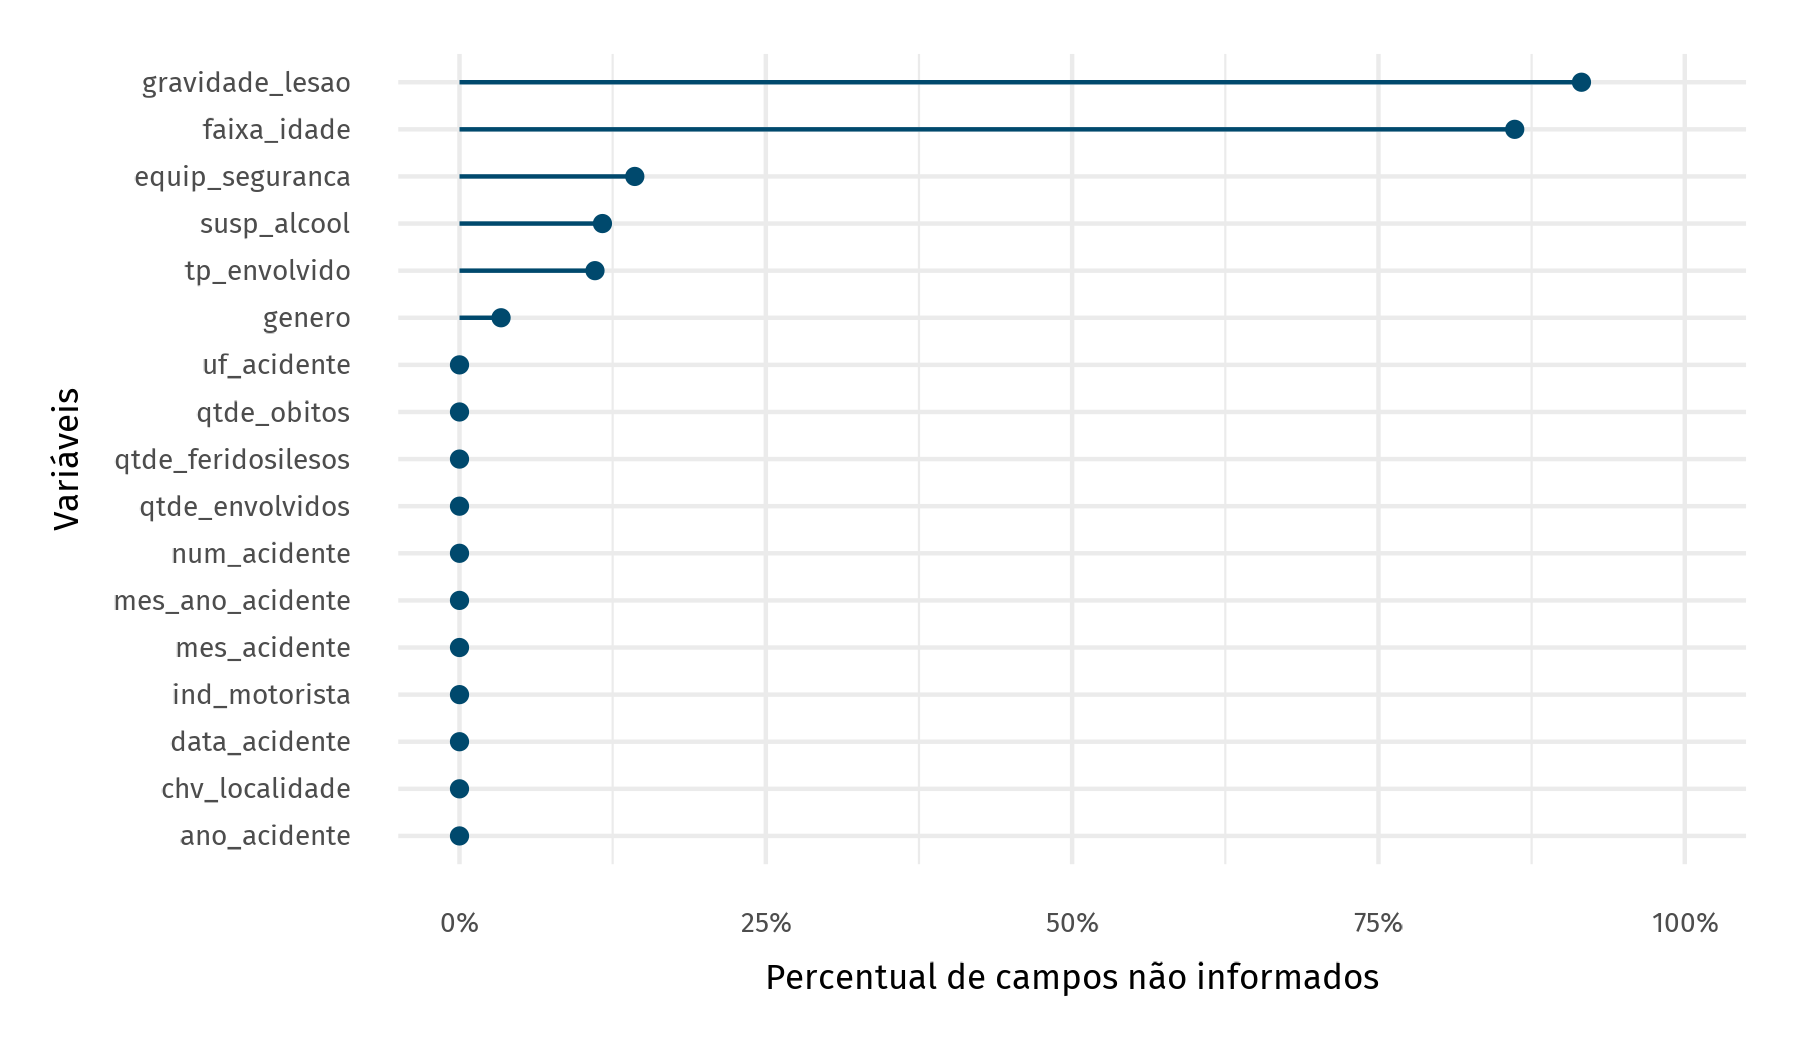 gravidade_lesao
faixa_idade
equip_seguranca
susp_alcool
tp_envolvido
genero
uf_acidente
qtde_obitos
qtde_feridosilesos
qtde_envolvidos
num_acidente
mes_ano_acidente
mes_acidente
ind_motorista
data_acidente
chv_localidade
ano_acidente
Variáveis
0% 25% 50% 75% 100%
Percentual de campos não informados